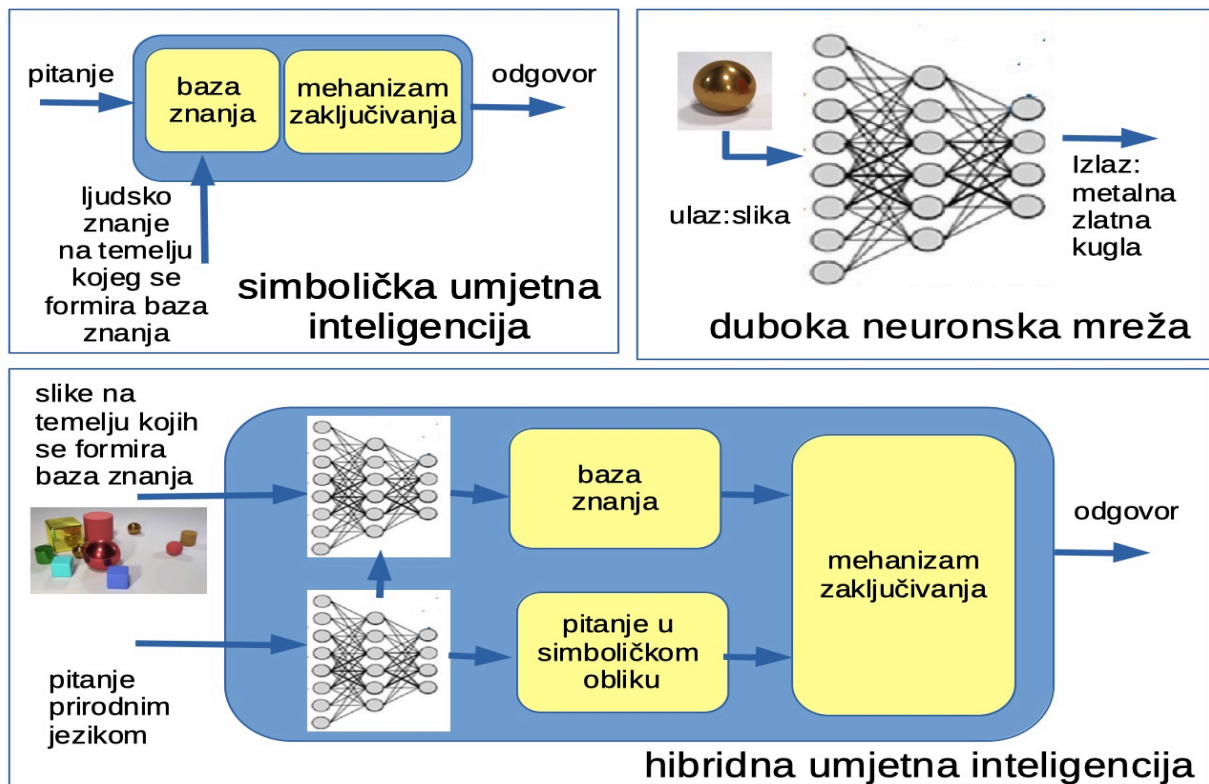 pitanje
baza
znanja
mehanizam
zaključivanja
odgovor
ljudsko
znanje
na temelju
kojeg se
formira baza
znanja
simbolička umjetna
inteligencija
ulaz:slika
Izlaz:
metalna
zlatna
kugla
duboka neuronska mreža
slike na
temelju kojih
se formira
baza znanja
baza
znanja
mehanizam
zaključivanja
odgovor
pitanje u
simboličkom
obliku
pitanje
prirodnim
jezikom
hibridna umjetna inteligencija